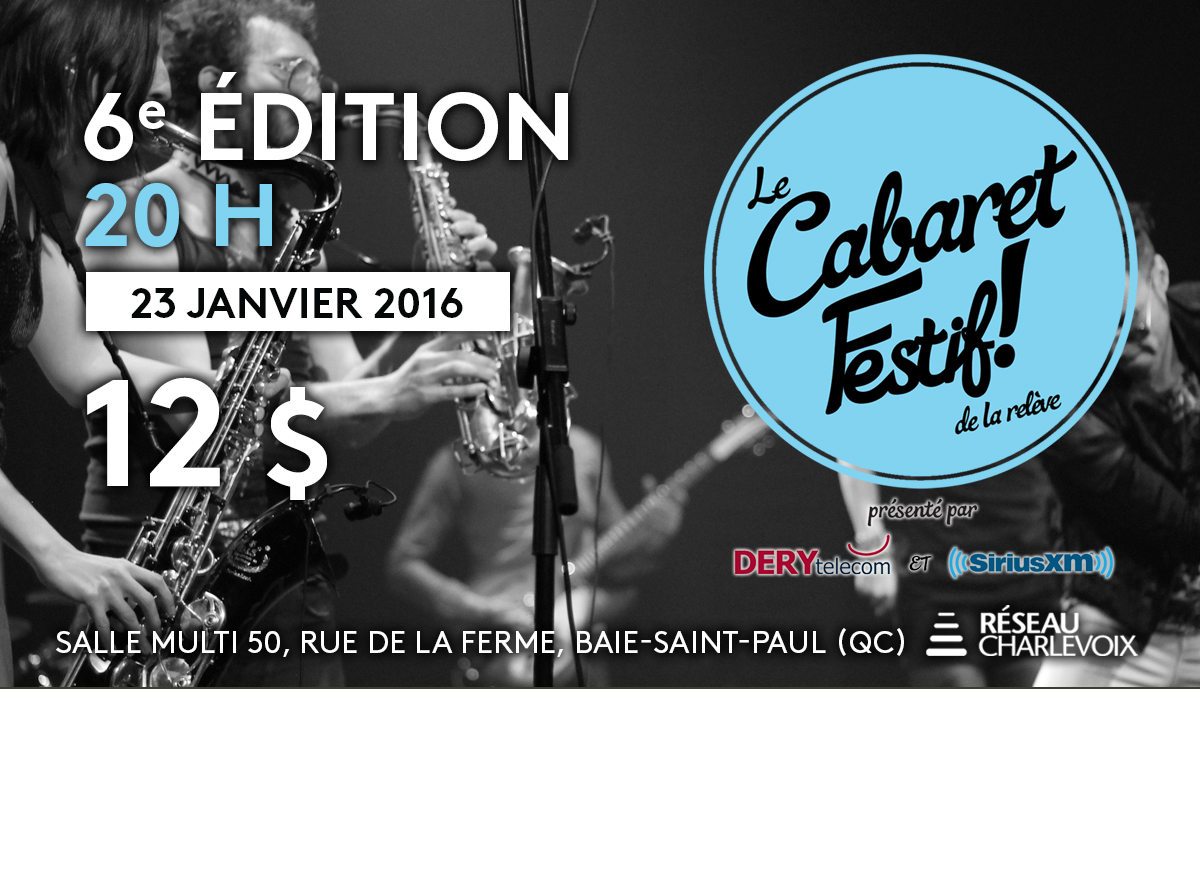 6e ÉDITION
20 H
23 JANVIER 2016
12 $
Le
Cabaret
Festif!
de la relève
présenté par
DERYtelecom ET SiriusXM
SALLE MULTI 50, RUE DE LA FERME, BAIE-SAINT-PAUL (QC)
RÉSEAU
CHARLEVOIX